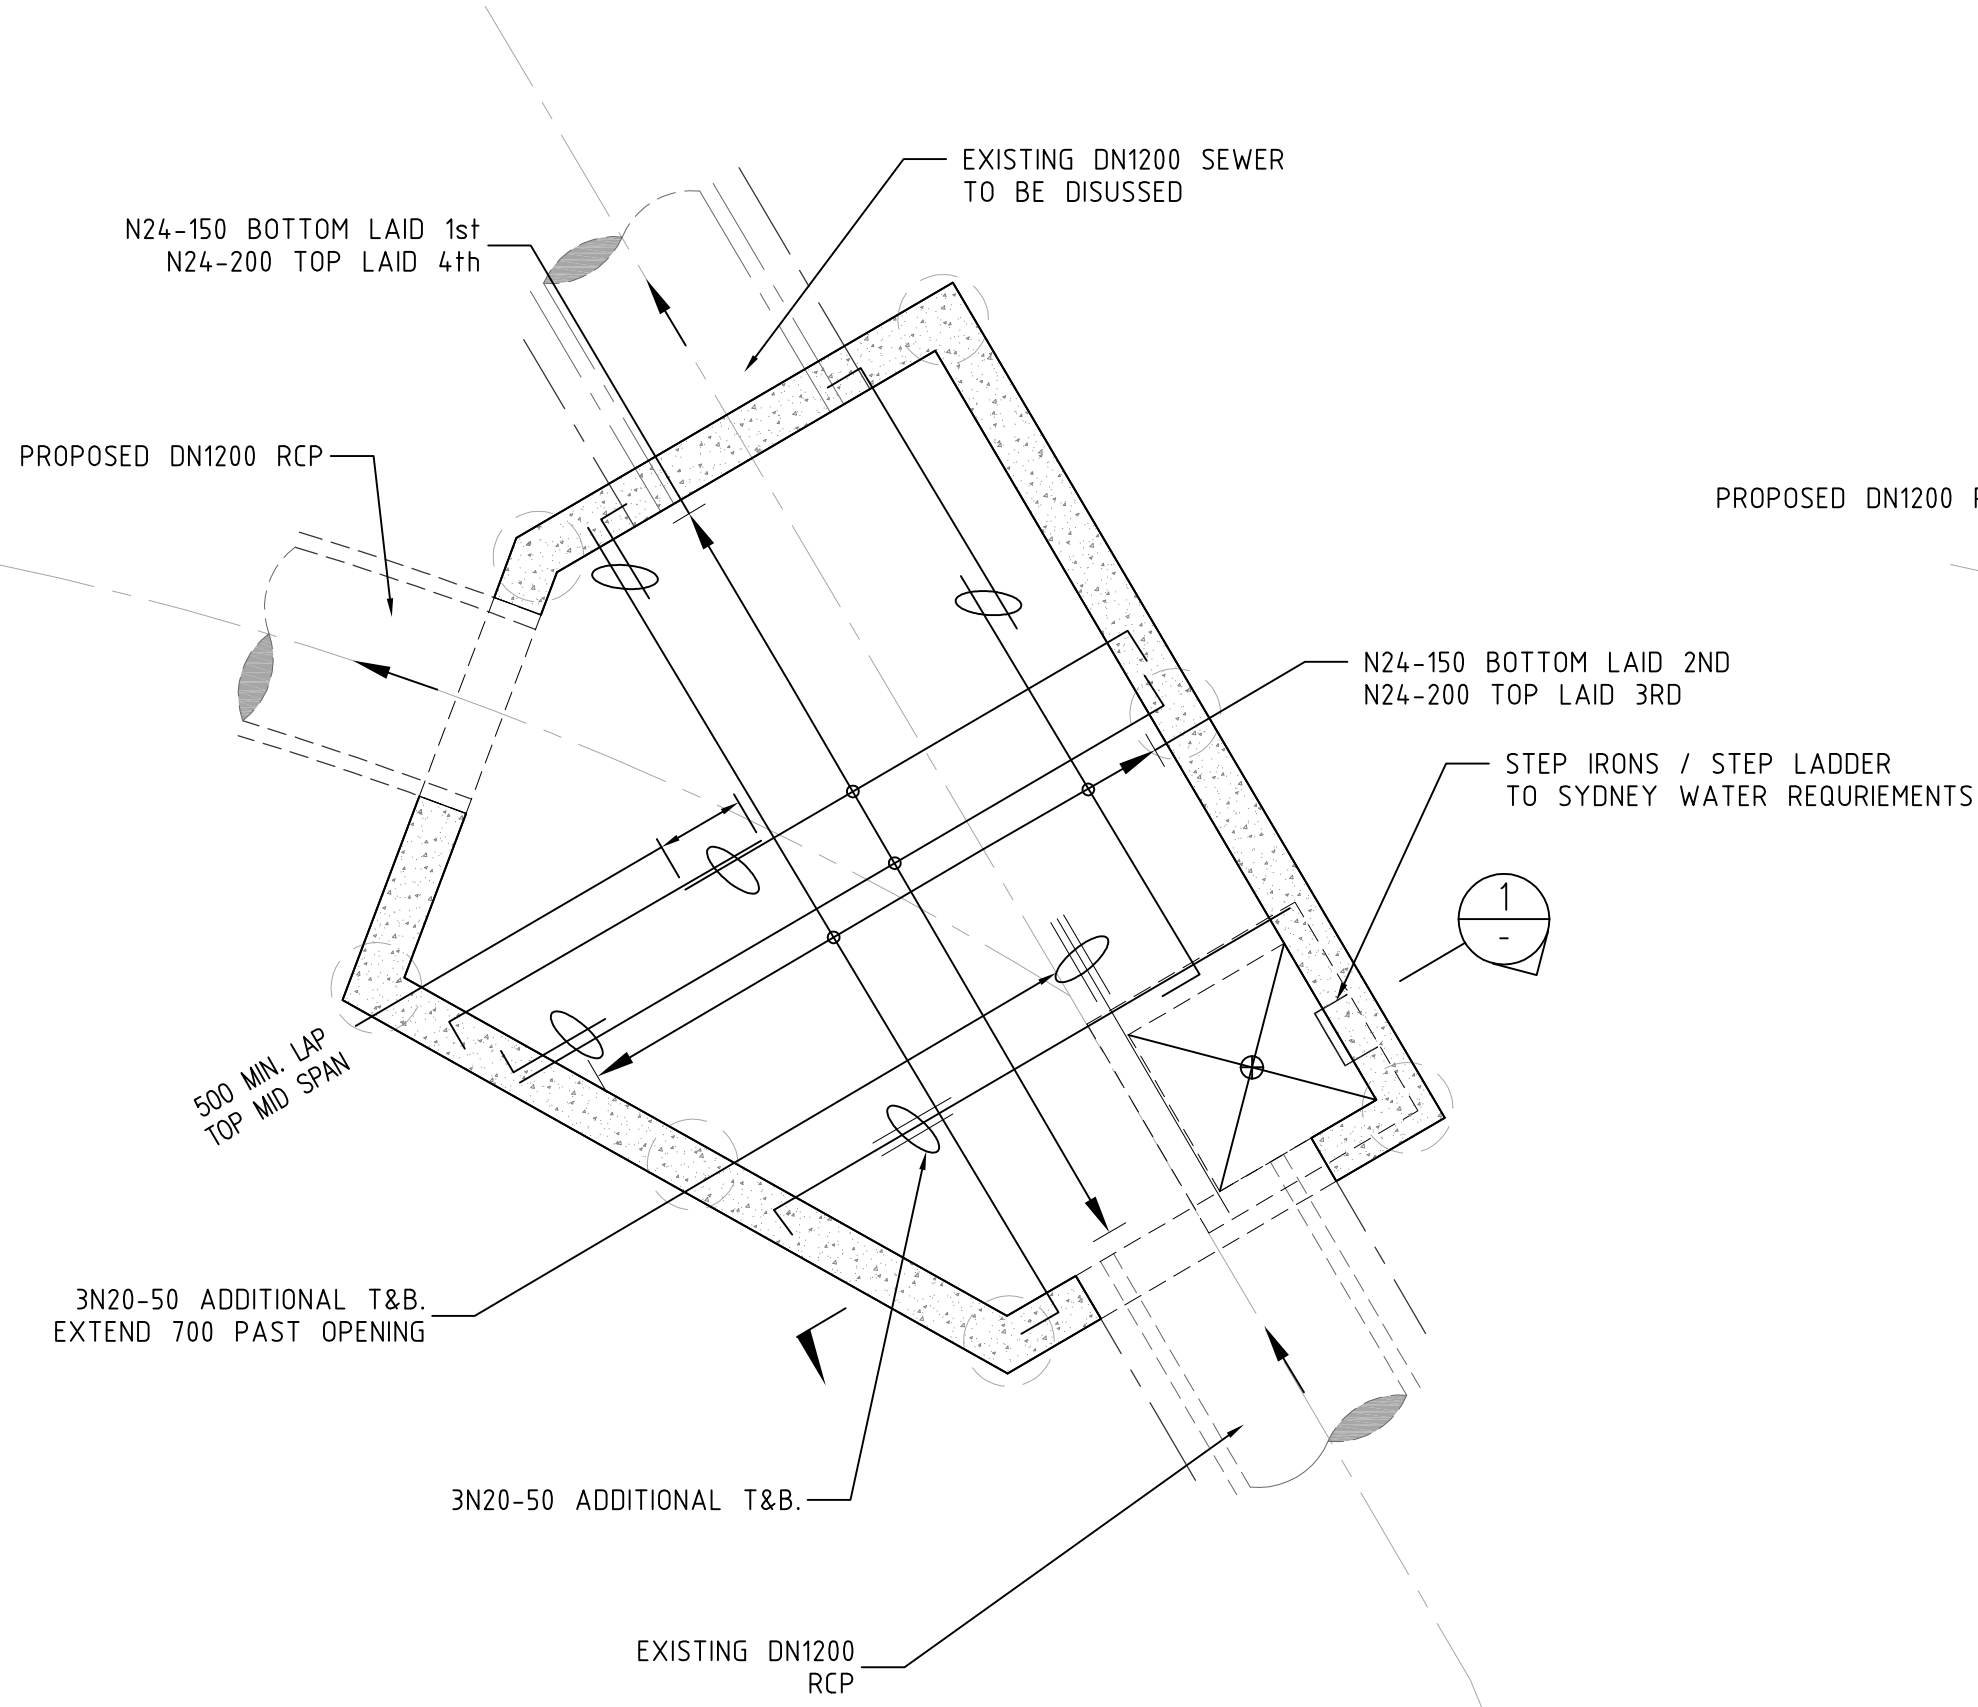 EXISTING DN1200 SEWER
TO BE DISUSSED
N24-150 BOTTOM LAID 1st
N24-200 TOP LAID 4th
PROPOSED DN1200 RCP
PROPOSED DN1200
N24-150 BOTTOM LAID 2ND
N24-200 TOP LAID 3RD
STEP IRONS / STEP LADDER
TO SYDNEY WATER REQURIEMENTS
1
-
500 MIN. LAP
TOP MID SPAN
3N20-50 ADDITIONAL T&B.
EXTEND 700 PAST OPENING
3N20-50 ADDITIONAL T&B.
EXISTING DN1200
RCP